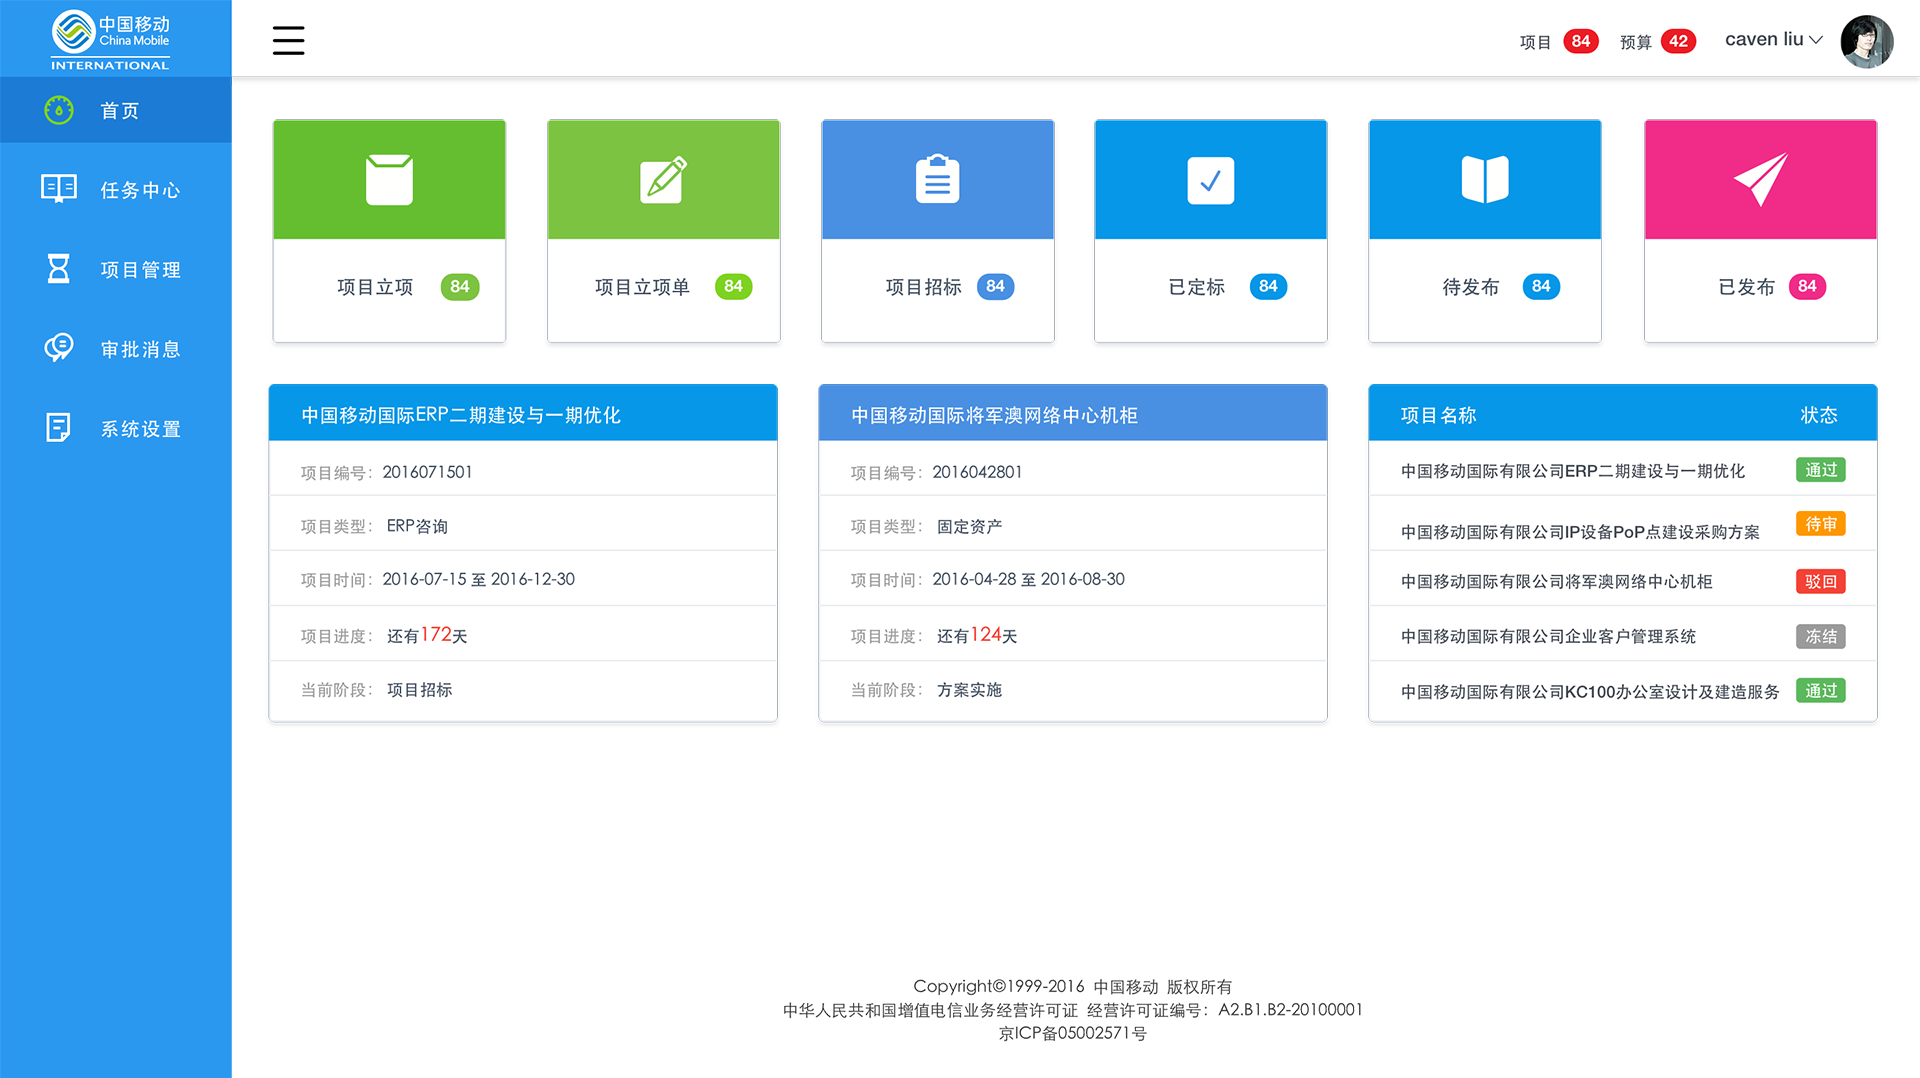 中国移动
China Mobile
INTERNATIONAL
项目 84 预算 42 caven liu
首页
任务中心
项目管理
审批消息
系统设置
项目立项 84
项目立项单 84
项目招标 84
已定标 84
待发布 84
已发布 84
中国移动国际ERP二期建设与一期优化
项目编号: 2016071501
项目类型: ERP咨询
项目时间: 2016-07-15 至 2016-12-30
项目进度: 还有172天
当前阶段: 项目招标
中国移动国际将军澳网络中心机柜
项目编号: 2016042801
项目类型: 固定资产
项目时间: 2016-04-28 至 2016-08-30
项目进度: 还有124天
当前阶段: 方案实施
项目名称 状态
中国移动国际有限公司ERP二期建设与一期优化 通过
中国移动国际有限公司IP设备PoP点建设采购方案 待审
中国移动国际有限公司将军澳网络中心机柜 驳回
中国移动国际有限公司企业客户管理系统 冻结
中国移动国际有限公司KC100办公室设计及建造服务 通过
Copyright©1999-2016 中国移动 版权所有
中华人民共和国增值电信业务经营许可证 经营许可证编号：A2.B1.B2-20100001
京ICP备05002571号